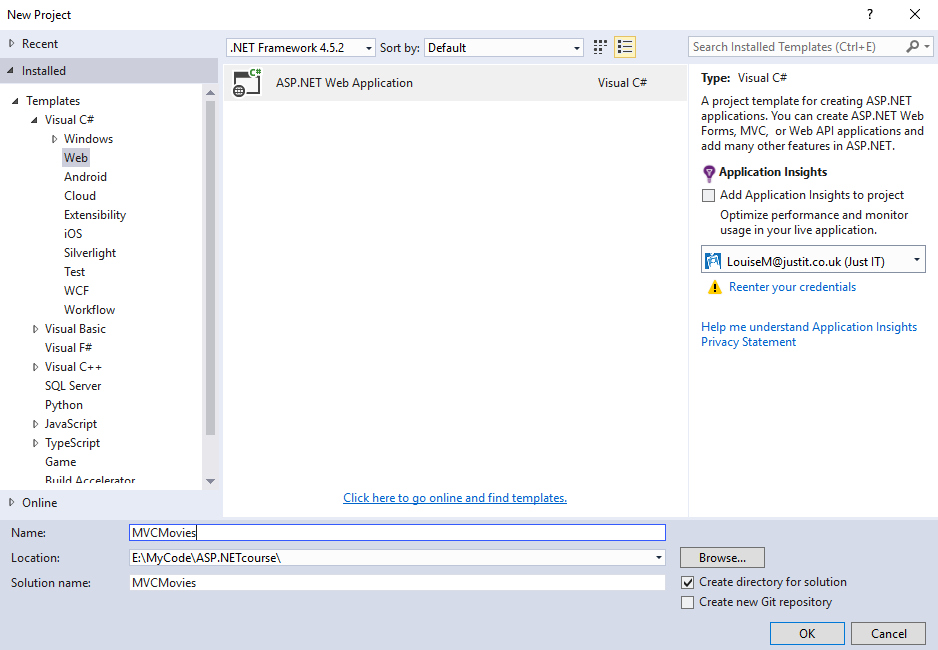 New Project
Recent
.NET Framework 4.5.2
Sort by:
Default
Search Installed Templates (Ctrl+E)
Installed
Templates
Visual C#
Windows
Web
Android
Cloud
Extensibility
iOS
Silverlight
Test
WCF
Workflow
Visual Basic
Visual F#
Visual C++
SQL Server
Python
JavaScript
TypeScript
Game
Build Accelerator
Online
C#
ASP.NET Web Application
Visual C#
Click here to go online and find templates.
Type: Visual C#
A project template for creating ASP.NET
applications. You can create ASP.NET Web
Forms, MVC, or Web API applications and
add many other features in ASP.NET.
Application Insights
Add Application Insights to project
Optimize performance and monitor
usage in your live application.
LouiseM@justit.co.uk (Just IT)
Reenter your credentials
Help me understand Application Insights
Privacy Statement
Name:
MVCMovies
Location:
E:\MyCode\ASP.NETcourse\
Browse...
Solution name:
MVCMovies
Create directory for solution
Create new Git repository
OK
Cancel